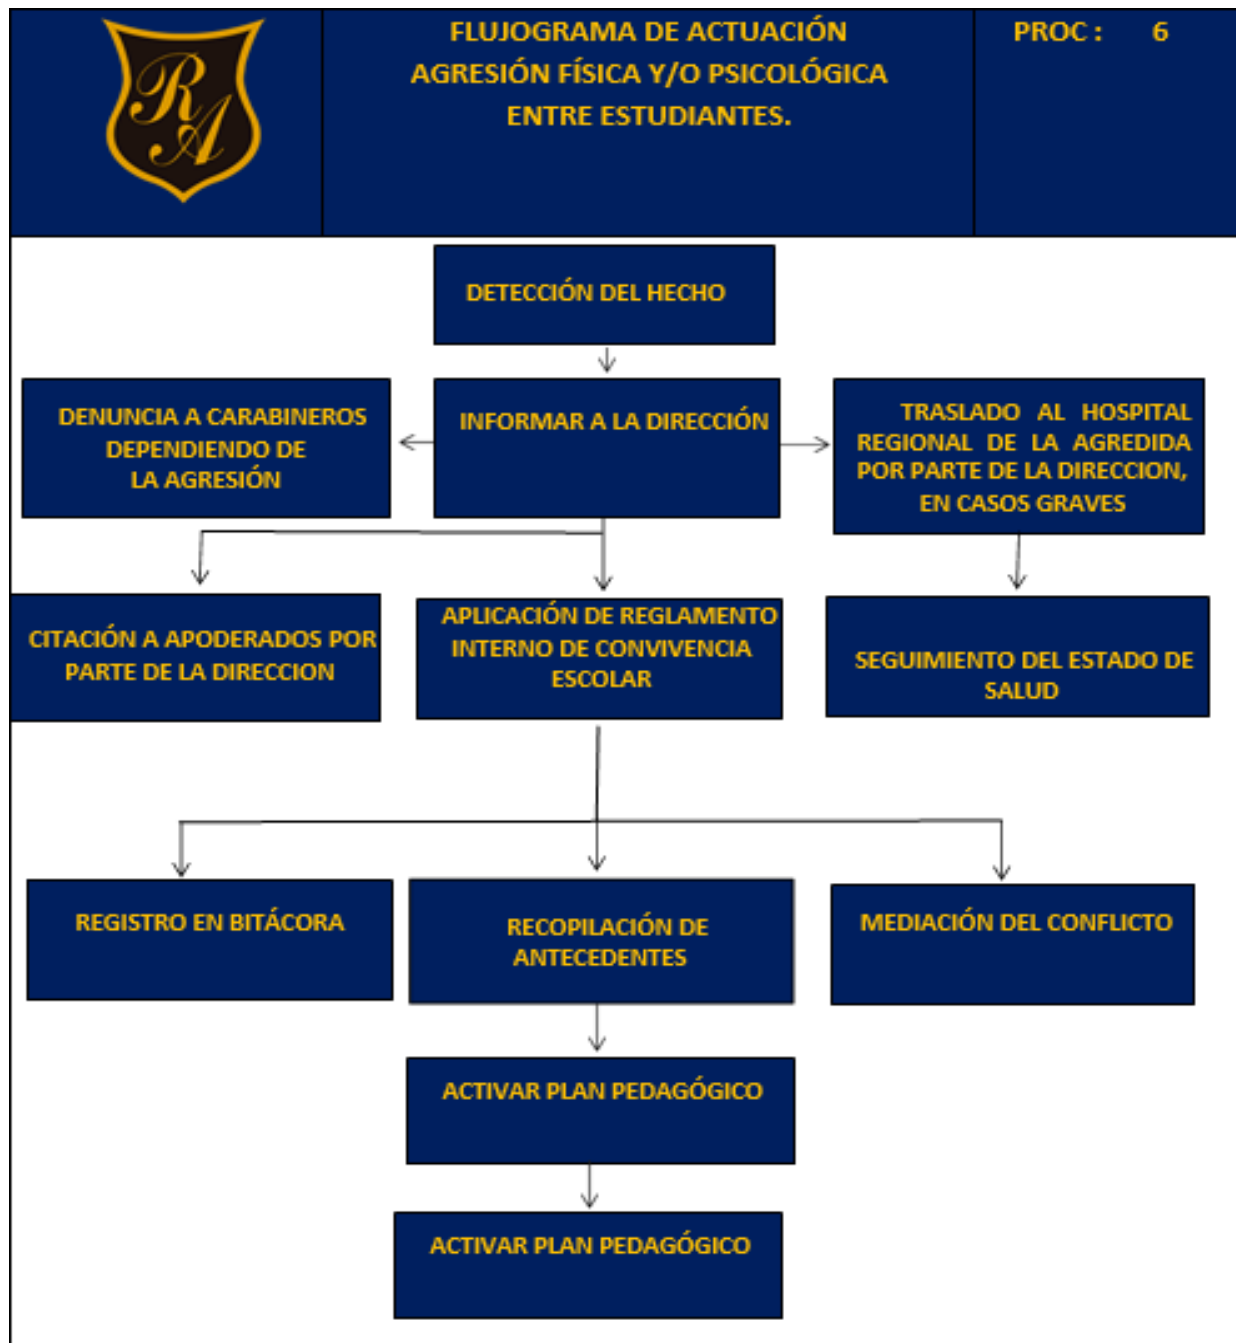 RA
FLUJOGRAMA DE ACTUACIÓN
AGRESIÓN FÍSICA Y/O PSICOLÓGICA
ENTRE ESTUDIANTES.
PROC : 6
DETECCIÓN DEL HECHO
DENUNCIA A CARABINEROS
DEPENDIENDO DE
LA AGRESIÓN
INFORMAR A LA DIRECCIÓN
TRASLADO AL HOSPITAL
REGIONAL DE LA AGREDIDA
POR PARTE DE LA DIRECCION,
EN CASOS GRAVES
CITACIÓN A APODERADOS POR
PARTE DE LA DIRECCION
APLICACIÓN DE REGLAMENTO
INTERNO DE CONVIVENCIA
ESCOLAR
SEGUIMIENTO DEL ESTADO DE
SALUD
REGISTRO EN BITÁCORA
RECOPILACIÓN DE
ANTECEDENTES
MEDIACIÓN DEL CONFLICTO
ACTIVAR PLAN PEDAGÓGICO
ACTIVAR PLAN PEDAGÓGICO